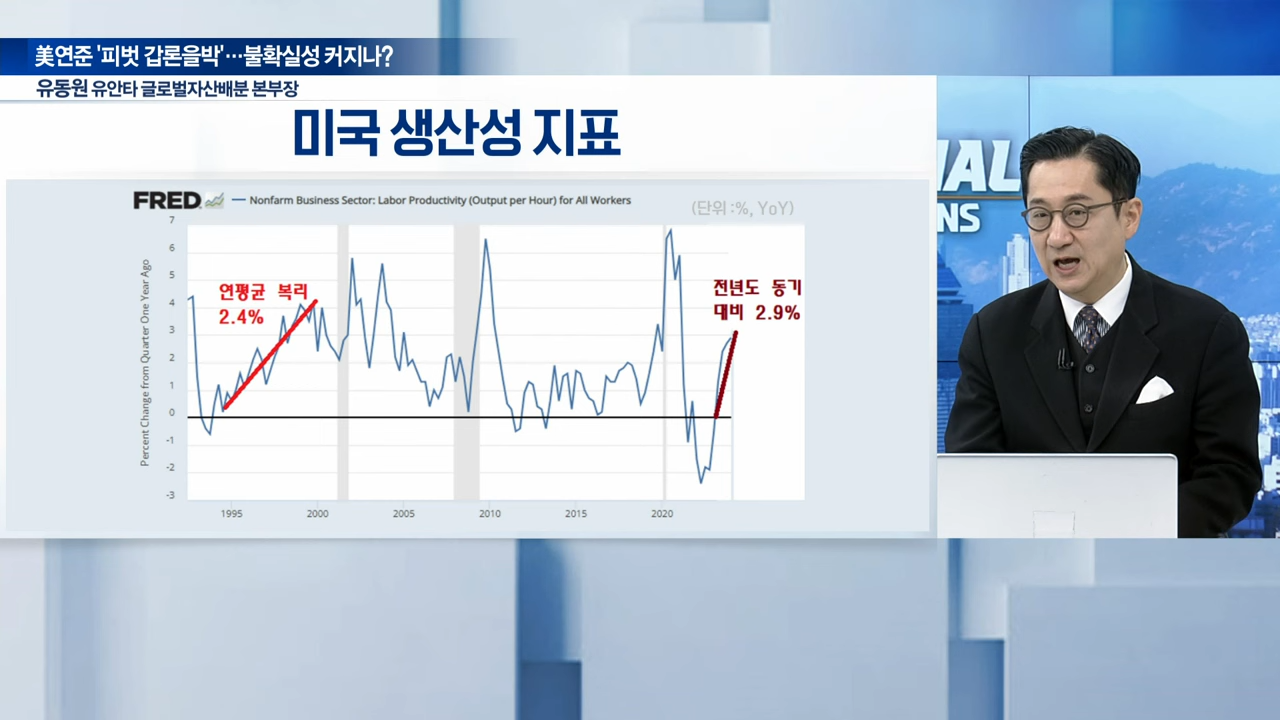 美연준 '피벗 갑론을박'…불확실성 커지나?
유동원 유안타 글로벌자산배분 본부장
미국 생산성 지표
FRED
Nonfarm Business Sector: Labor Productivity (Output per Hour) for All Workers
(단위:%, YoY)
Percent Change from Quarter One Year Ago
7
6
5
4
3
2
1
0
-1
-2
-3
연평균 복리
2.4%
전년도 동기
대비 2.9%
1995
2000
2005
2010
2015
2020
NAL
NS